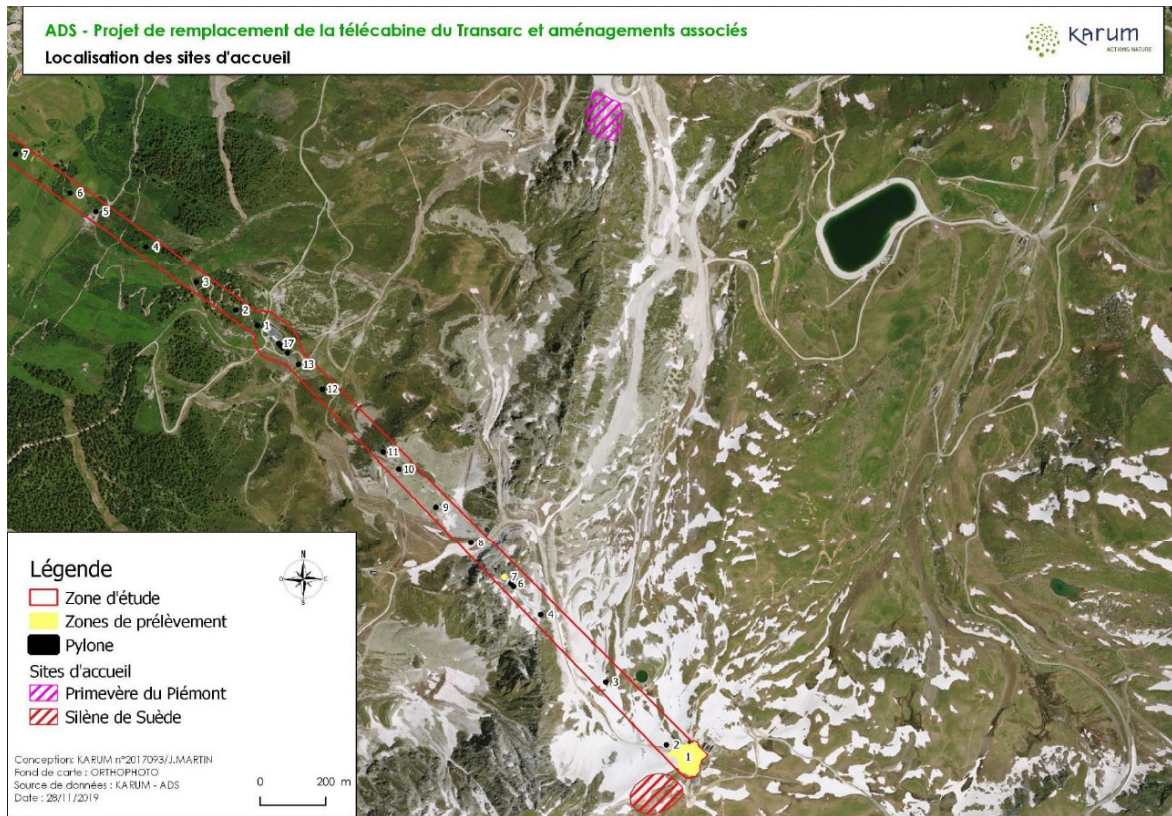 ADS - Projet de remplacement de la télécabine du Transarc et aménagements associés
Localisation des sites d'accueil
KARUM
ACTIONS NATURE
7
6
5
4
3
2
1
17
13
12
11
10
9
8
7
6
4
3
2
1
Légende
N
O E
S
Zone d'étude
Zones de prélèvement
Pylone
Sites d'accueil
Primevère du Piémont
Silène de Suède
Conception: KARUM n°2017093/J.MARTIN
Fond de carte : ORTHOPHOTO
Source de données : KARUM - ADS
Date : 28/11/2019
0 200 m